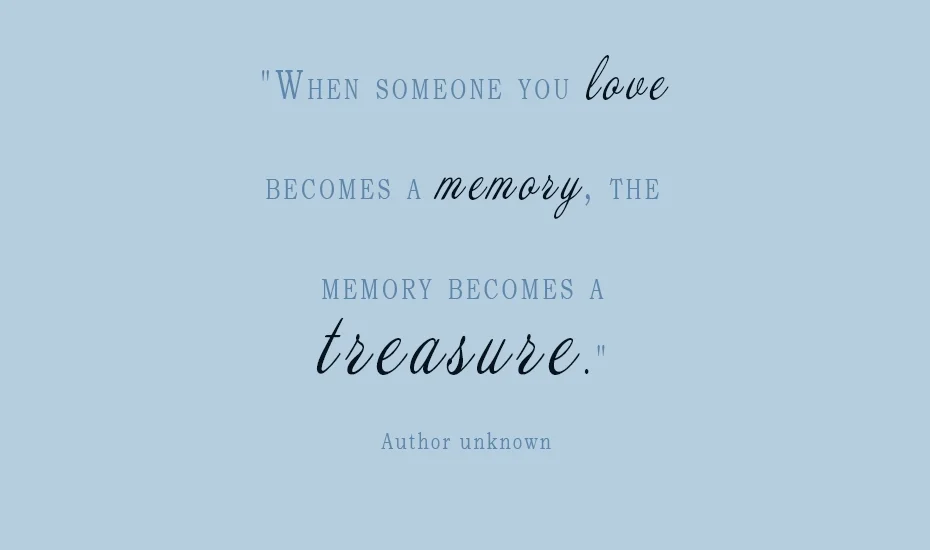 "When someone you love
becomes a memory, the
memory becomes a
treasure."
Author unknown